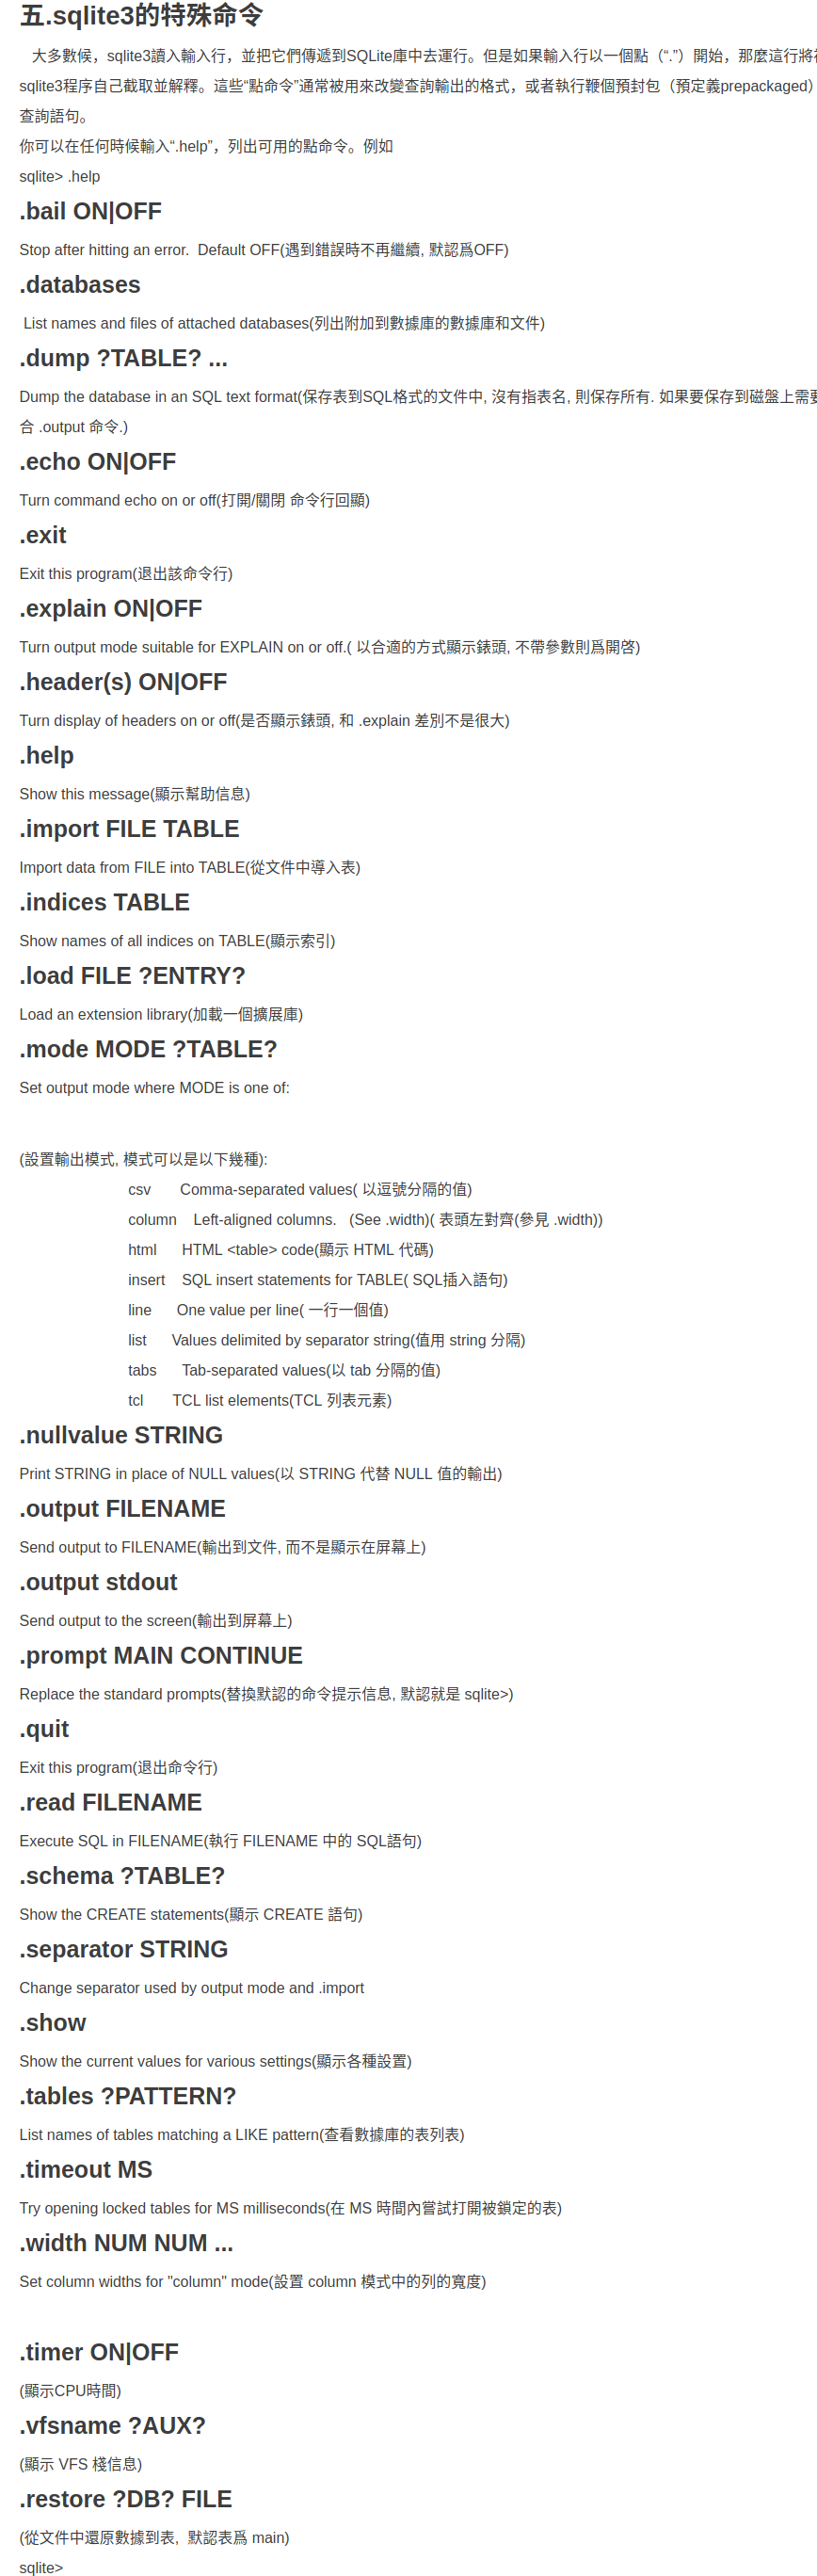 五.sqlite3的特殊命令
大多數候，sqlite3讀入輸入行，並把它們傳遞到SQLite庫中去運行。但是如果輸入行以一個點（“.”）開始，那麼這行將
sqlite3程序自己截取並解釋。這些“點命令”通常被用來改變查詢輸出的格式，或者執行鞭個預封包（預定義prepackaged）
查詢語句。
你可以在任何時候輸入“.help”，列出可用的點命令。例如
sqlite> .help
.bail ON|OFF
Stop after hitting an error.  Default OFF(遇到錯誤時不再繼續, 默認爲OFF)
.databases
List names and files of attached databases(列出附加到數據庫的數據庫和文件)
.dump ?TABLE? ...
Dump the database in an SQL text format(保存表到SQL格式的文件中, 沒有指表名, 則保存所有. 如果要保存到磁盤上需要
合 .output 命令.)
.echo ON|OFF
Turn command echo on or off(打開/關閉 命令行回顯)
.exit
Exit this program(退出該命令行)
.explain ON|OFF
Turn output mode suitable for EXPLAIN on or off.( 以合適的方式顯示錶頭, 不帶參數則爲開啓)
.header(s) ON|OFF
Turn display of headers on or off(是否顯示錶頭, 和 .explain 差別不是很大)
.help
Show this message(顯示幫助信息)
.import FILE TABLE
Import data from FILE into TABLE(從文件中導入表)
.indices TABLE
Show names of all indices on TABLE(顯示索引)
.load FILE ?ENTRY?
Load an extension library(加載一個擴展庫)
.mode MODE ?TABLE?
Set output mode where MODE is one of:
(設置輸出模式, 模式可以是以下幾種):
csv       Comma-separated values( 以逗號分隔的值)
column    Left-aligned columns.   (See .width)( 表頭左對齊(參見 .width))
html      HTML <table> code(顯示 HTML 代碼)
insert    SQL insert statements for TABLE( SQL插入語句)
line      One value per line( 一行一個值)
list      Values delimited by separator string(值用 string 分隔)
tabs      Tab-separated values(以 tab 分隔的值)
tcl       TCL list elements(TCL 列表元素)
.nullvalue STRING
Print STRING in place of NULL values(以 STRING 代替 NULL 值的輸出)
.output FILENAME
Send output to FILENAME(輸出到文件, 而不是顯示在屏幕上)
.output stdout
Send output to the screen(輸出到屏幕上)
.prompt MAIN CONTINUE
Replace the standard prompts(替換默認的命令提示信息, 默認就是 sqlite>)
.quit
Exit this program(退出命令行)
.read FILENAME
Execute SQL in FILENAME(執行 FILENAME 中的 SQL語句)
.schema ?TABLE?
Show the CREATE statements(顯示 CREATE 語句)
.separator STRING
Change separator used by output mode and .import
.show
Show the current values for various settings(顯示各種設置)
.tables ?PATTERN?
List names of tables matching a LIKE pattern(查看數據庫的表列表)
.timeout MS
Try opening locked tables for MS milliseconds(在 MS 時間內嘗試打開被鎖定的表)
.width NUM NUM ...
Set column widths for "column" mode(設置 column 模式中的列的寬度)
.timer ON|OFF
(顯示CPU時間)
.vfsname ?AUX?
(顯示 VFS 棧信息)
.restore ?DB? FILE
(從文件中還原數據到表,  默認表爲 main)
sqlite>